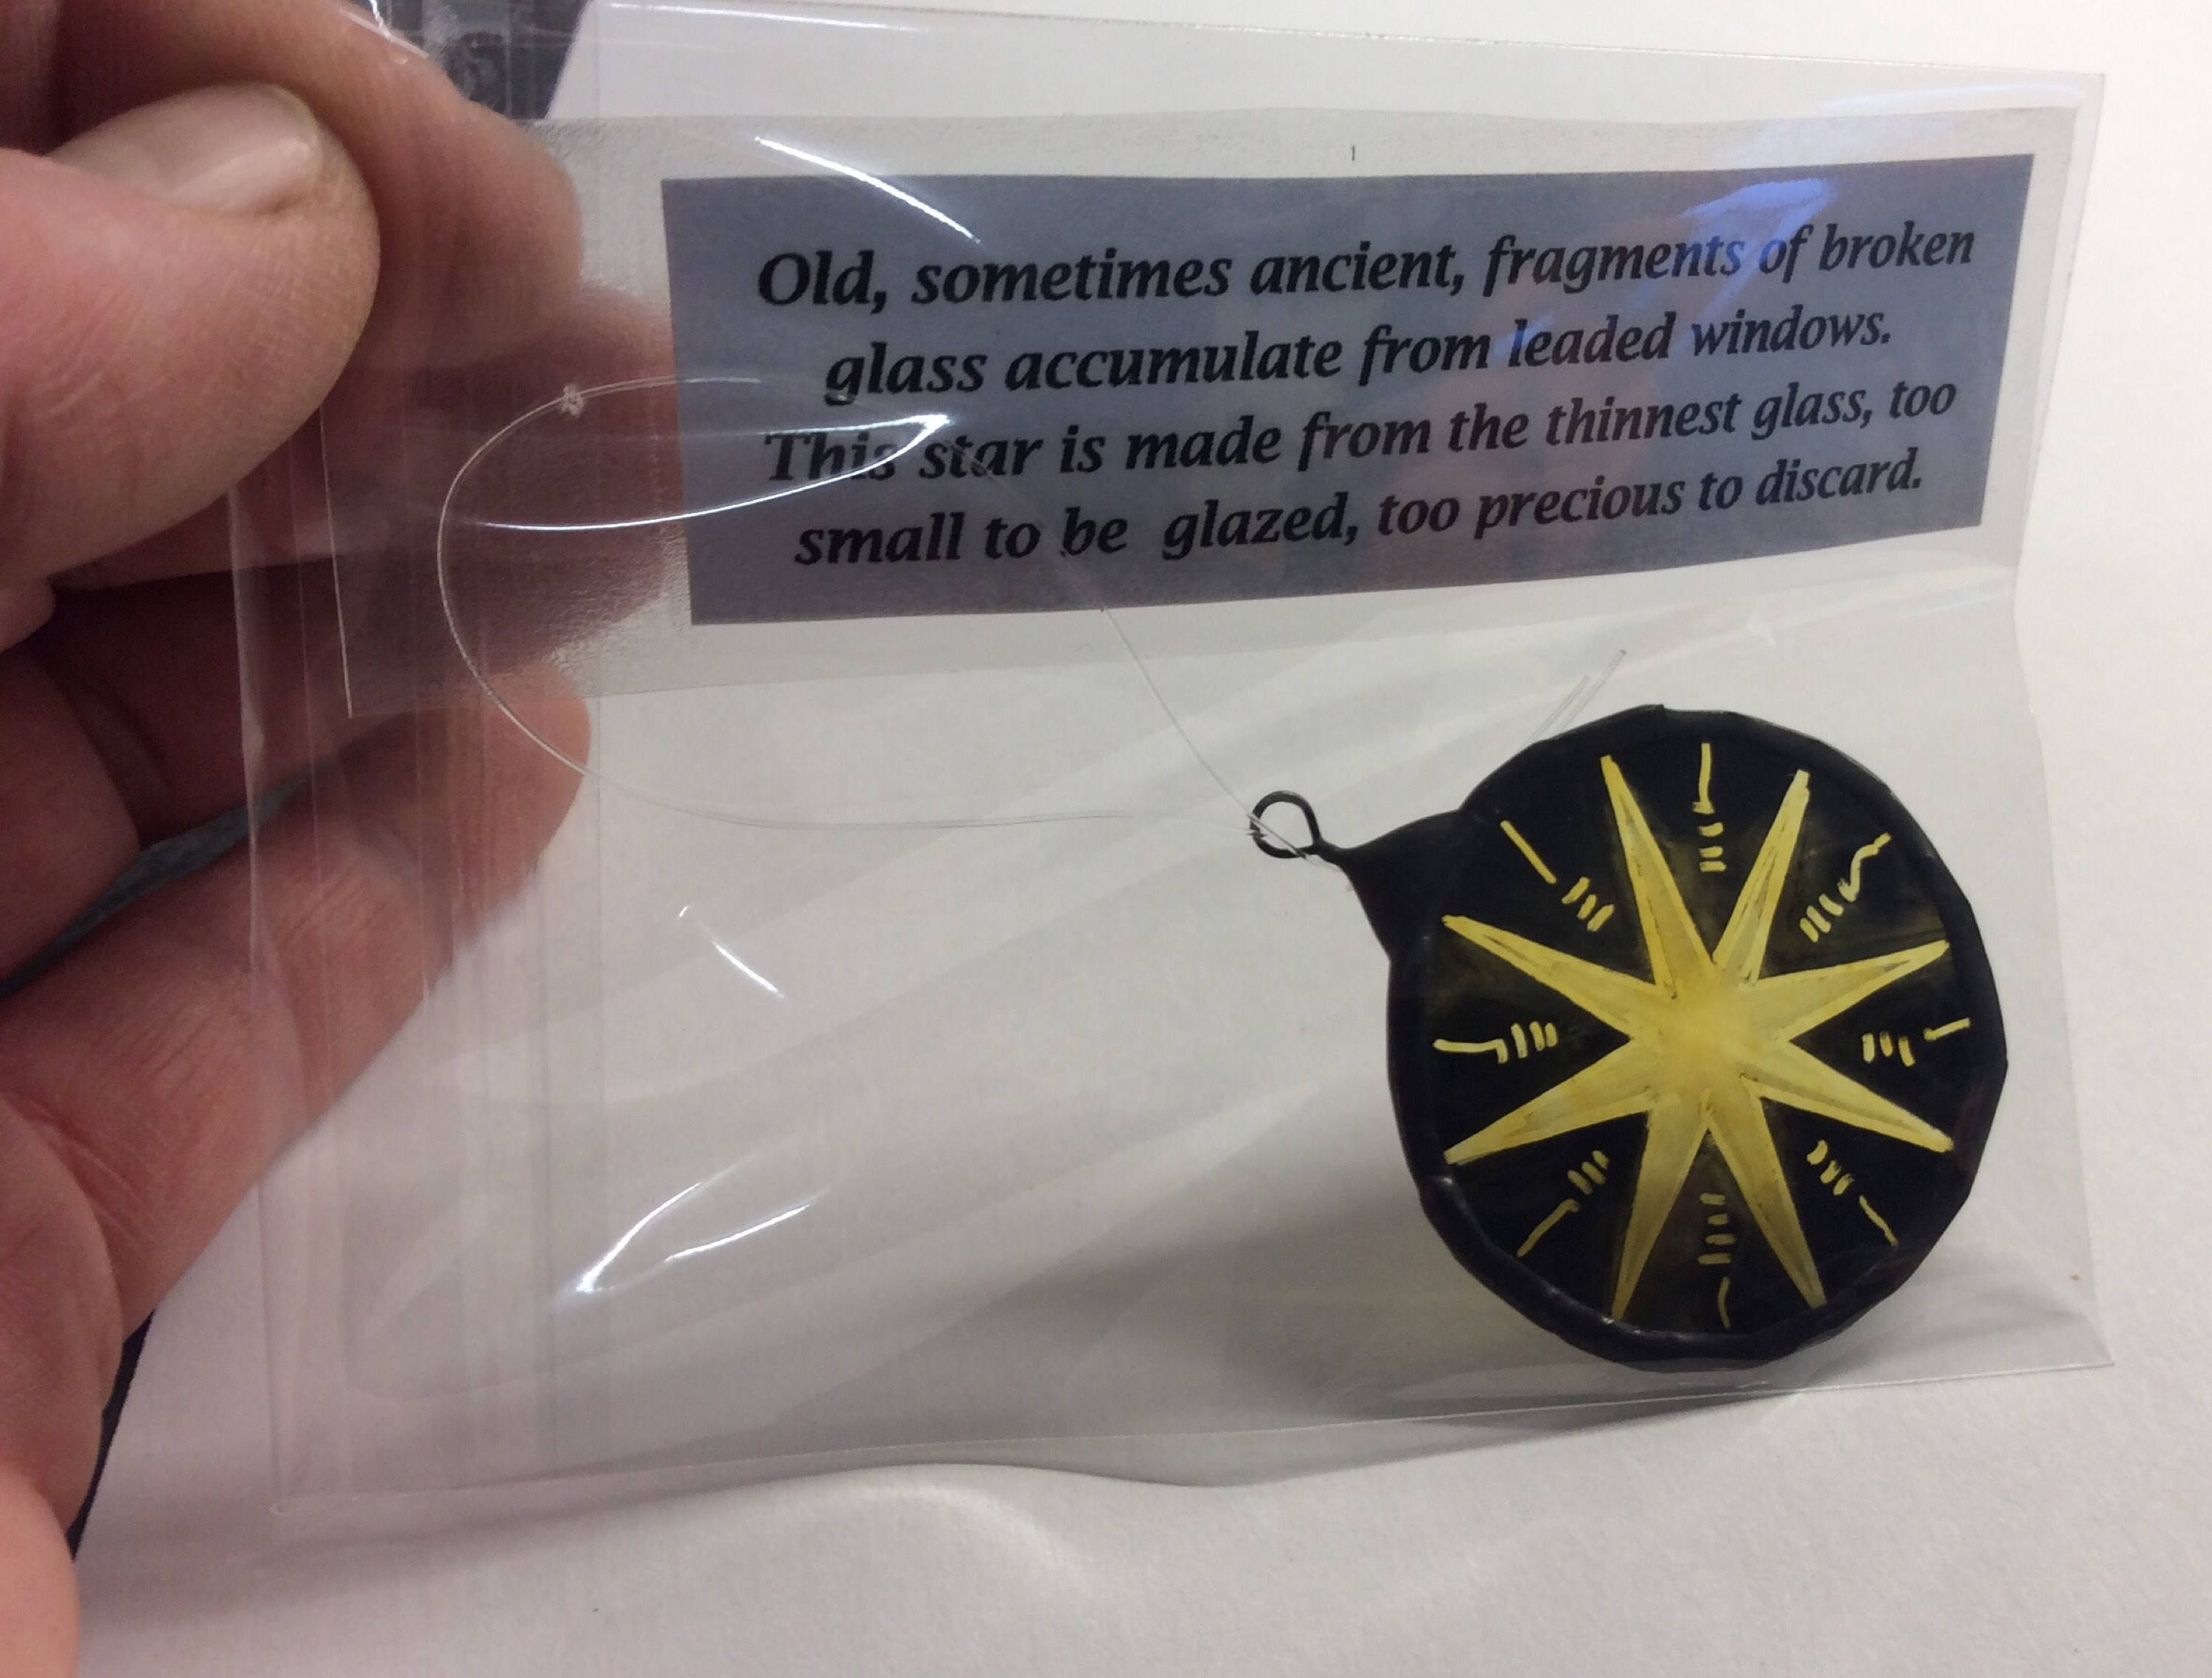 Old, sometimes ancient, fragments of broken
glass accumulate from leaded windows.
This star is made from the thinnest glass, too
small to be glazed, too precious to discard.